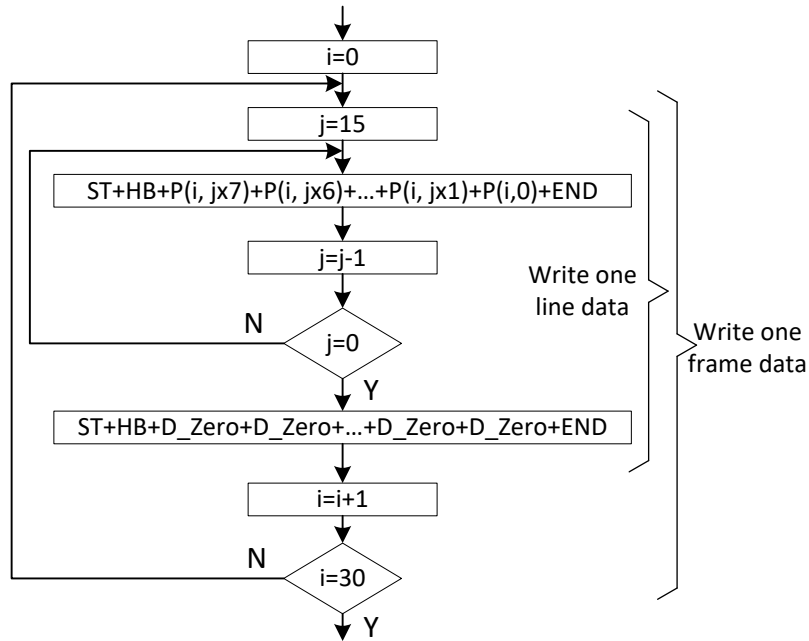 i=0
j=15
ST+HB+P(i, jx7)+P(i, jx6)+...+P(i, jx1)+P(i,0)+END
j=j-1
Write one
line data
N
j=0
Write one
frame data
Y
ST+HB+D_Zero+D_Zero+...+D_Zero+D_Zero+END
i=i+1
N
i=30
Y